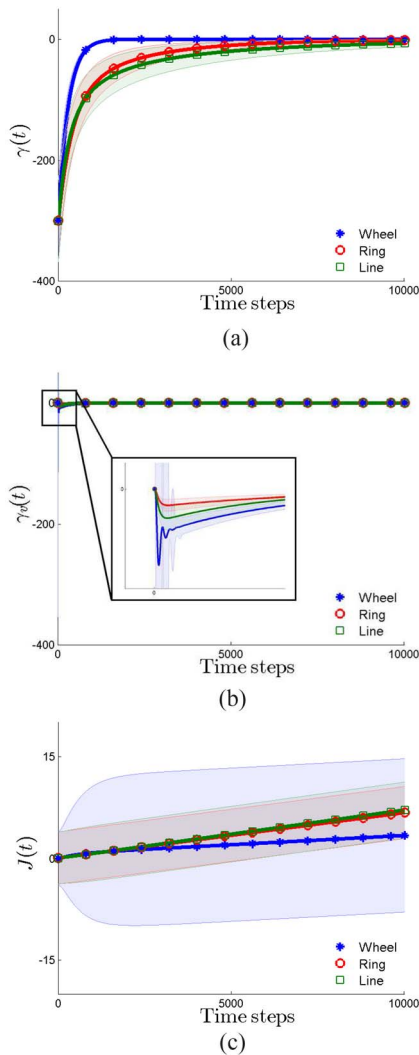 0
-200
-400
γ(t)
Wheel
Ring
Line
0
5000
10000
Time steps
(a)
0
-200
-400
γᵥ(t)
0
0
Wheel
Ring
Line
0
5000
10000
Time steps
(b)
15
0
-15
J(t)
Wheel
Ring
Line
0
5000
10000
Time steps
(c)